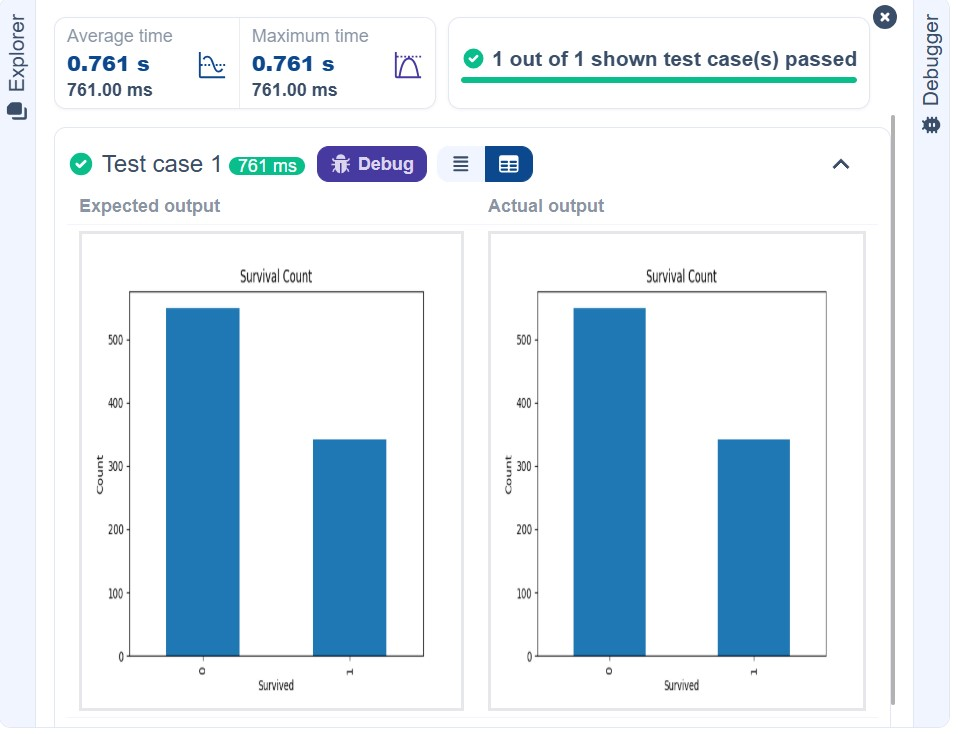 Explorer
Average time
0.761 s
761.00 ms
Maximum time
0.761 s
761.00 ms
1 out of 1 shown test case(s) passed
Debugger
Test case 1 761 ms Debug
Expected output
Survival Count
500
400
300
200
100
0
Count
0 1
Survived
Actual output
Survival Count
500
400
300
200
100
0
Count
0 1
Survived